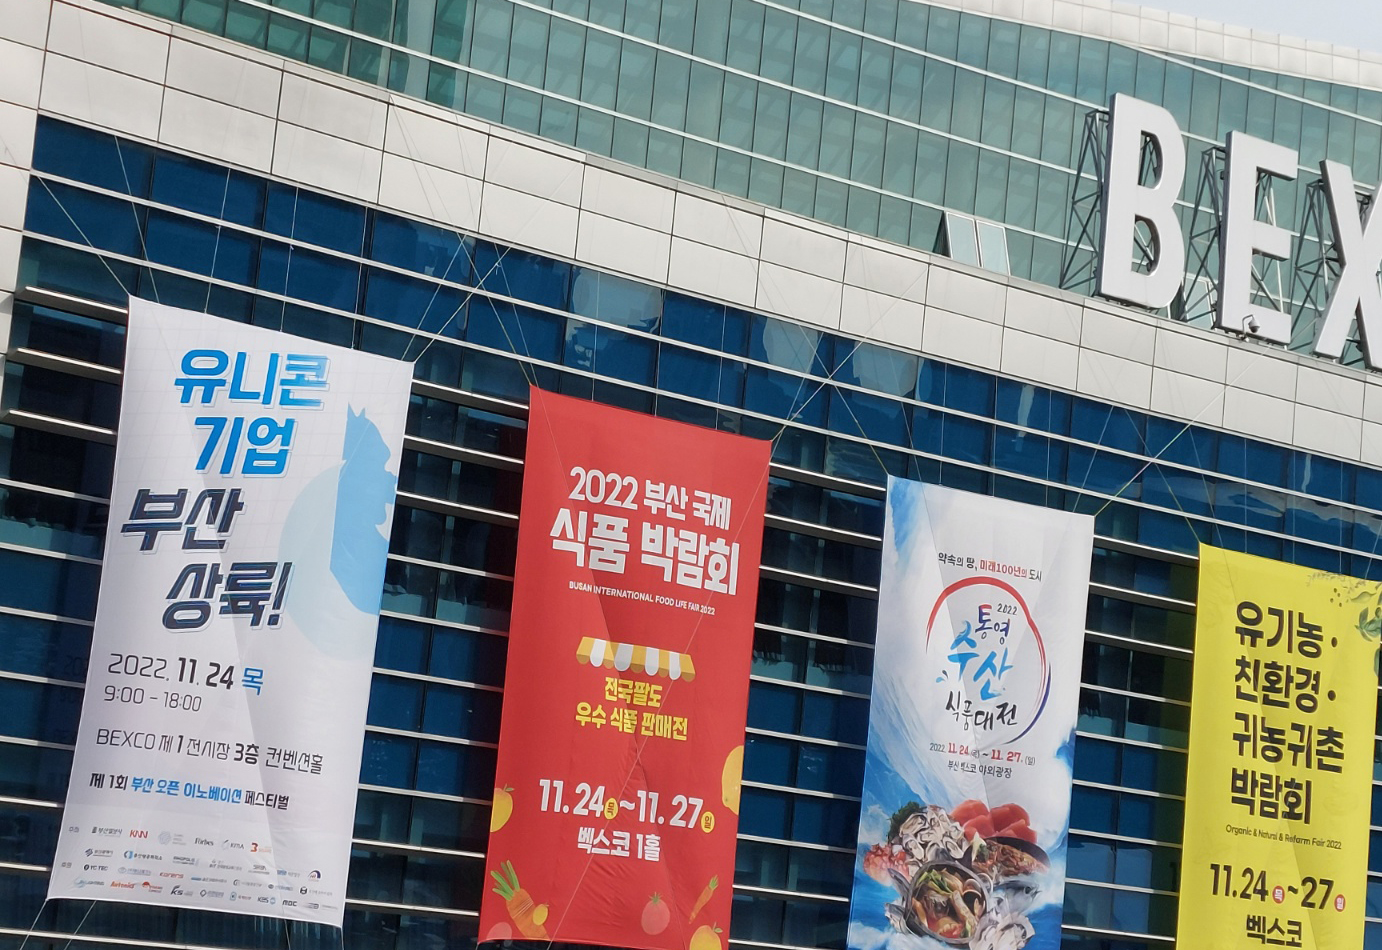 BEX
유니콘
기업
부산
상륙!
2022. 11. 24 목
9:00 - 18:00
BEXCO 제1전시장 3층 컨벤션홀
제1회 부산 오픈 이노베이션 페스티벌
KNN
Forbes
KBS
MBC
2022 부산 국제
식품 박람회
BUSAN INTERNATIONAL FOOD LIFE FAIR 2022
전국팔도
우수 식품 판매전
11. 24 목 ~ 11. 27 일
벡스코 1홀
약속의 땅, 미래100년의 도시
2022
통영
수산
식품대전
2022. 11. 24.(목) ~ 11. 27.(일)
부산 벡스코 야외광장
유기농·
친환경·
귀농귀촌
박람회
Organic & Natural & Refarm Fair 2022
11.24 목 ~ 27 일
벡스코